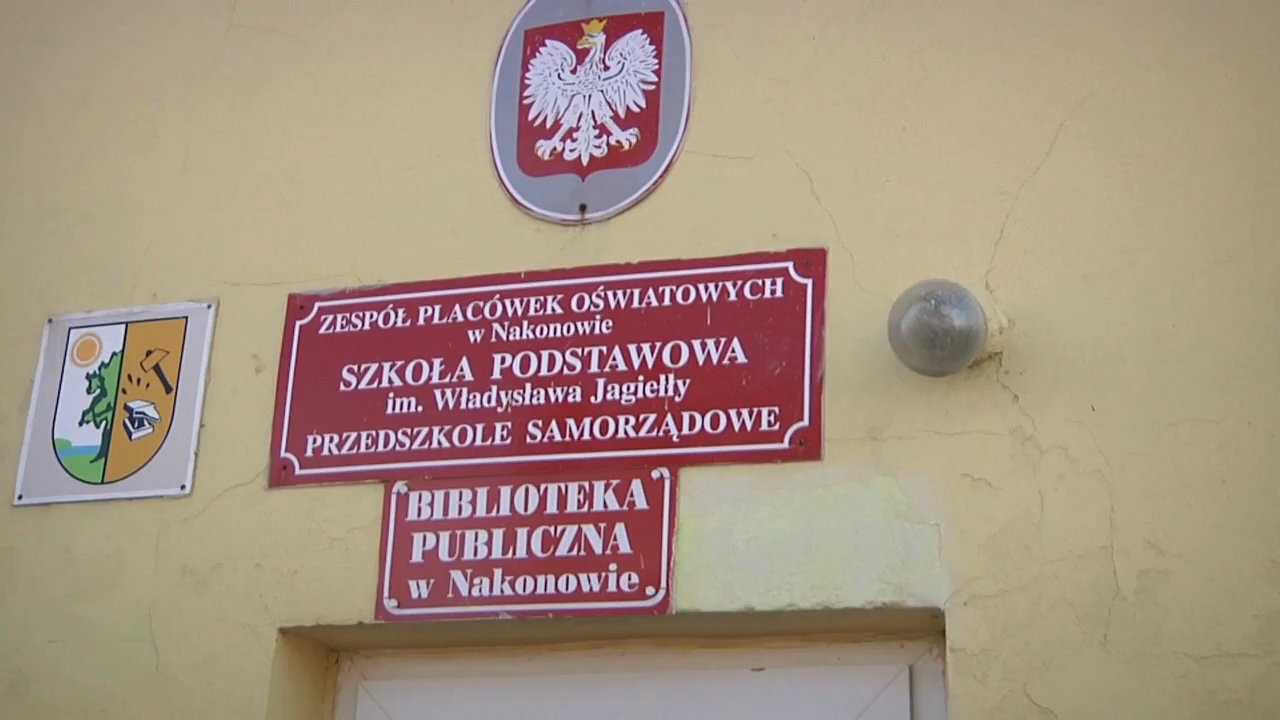 ZESPÓŁ PLACÓWEK OŚWIATOWYCH
w Nakonowie
SZKOŁA PODSTAWOWA
im. Władysława Jagiełły
PRZEDSZKOLE SAMORZĄDOWE
BIBLIOTEKA
PUBLICZNA
w Nakonowie